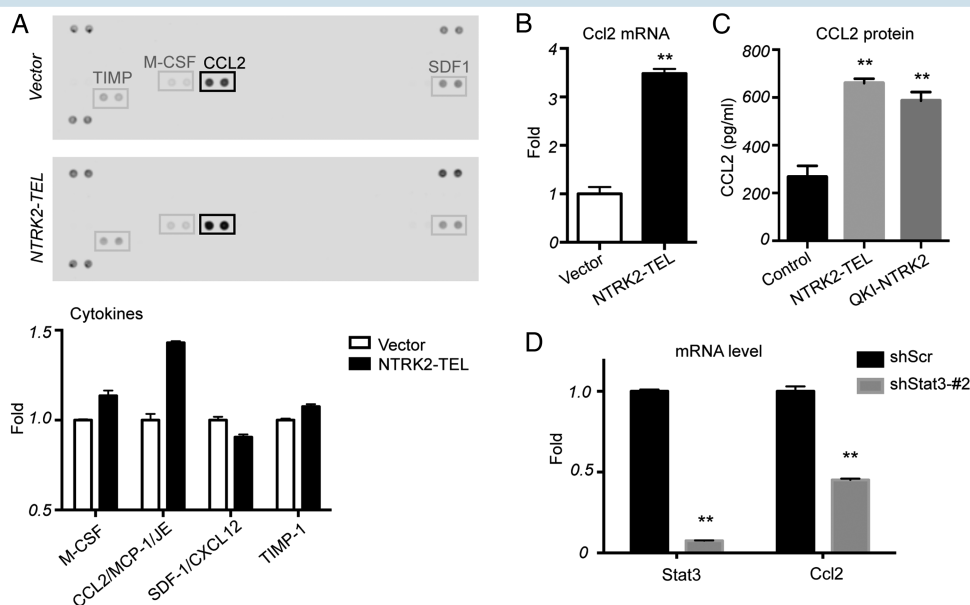 A
Vector
TIMP
M-CSF
CCL2
SDF1
NTRK2-TEL
Cytokines
Fold
1.5
1.0
0.5
Vector
NTRK2-TEL
M-CSF
CCL2/MCP-1/JE
SDF-1/CXCL12
TIMP-1
B
Ccl2 mRNA
Fold
4
3
2
1
0
**
Vector
NTRK2-TEL
C
CCL2 protein
CCL2 (pg/ml)
800
600
400
200
0
**
**
Control
NTRK2-TEL
QKI-NTRK2
D
mRNA level
shScr
shStat3-#2
Fold
1.0
0.5
0
**
**
Stat3
Ccl2